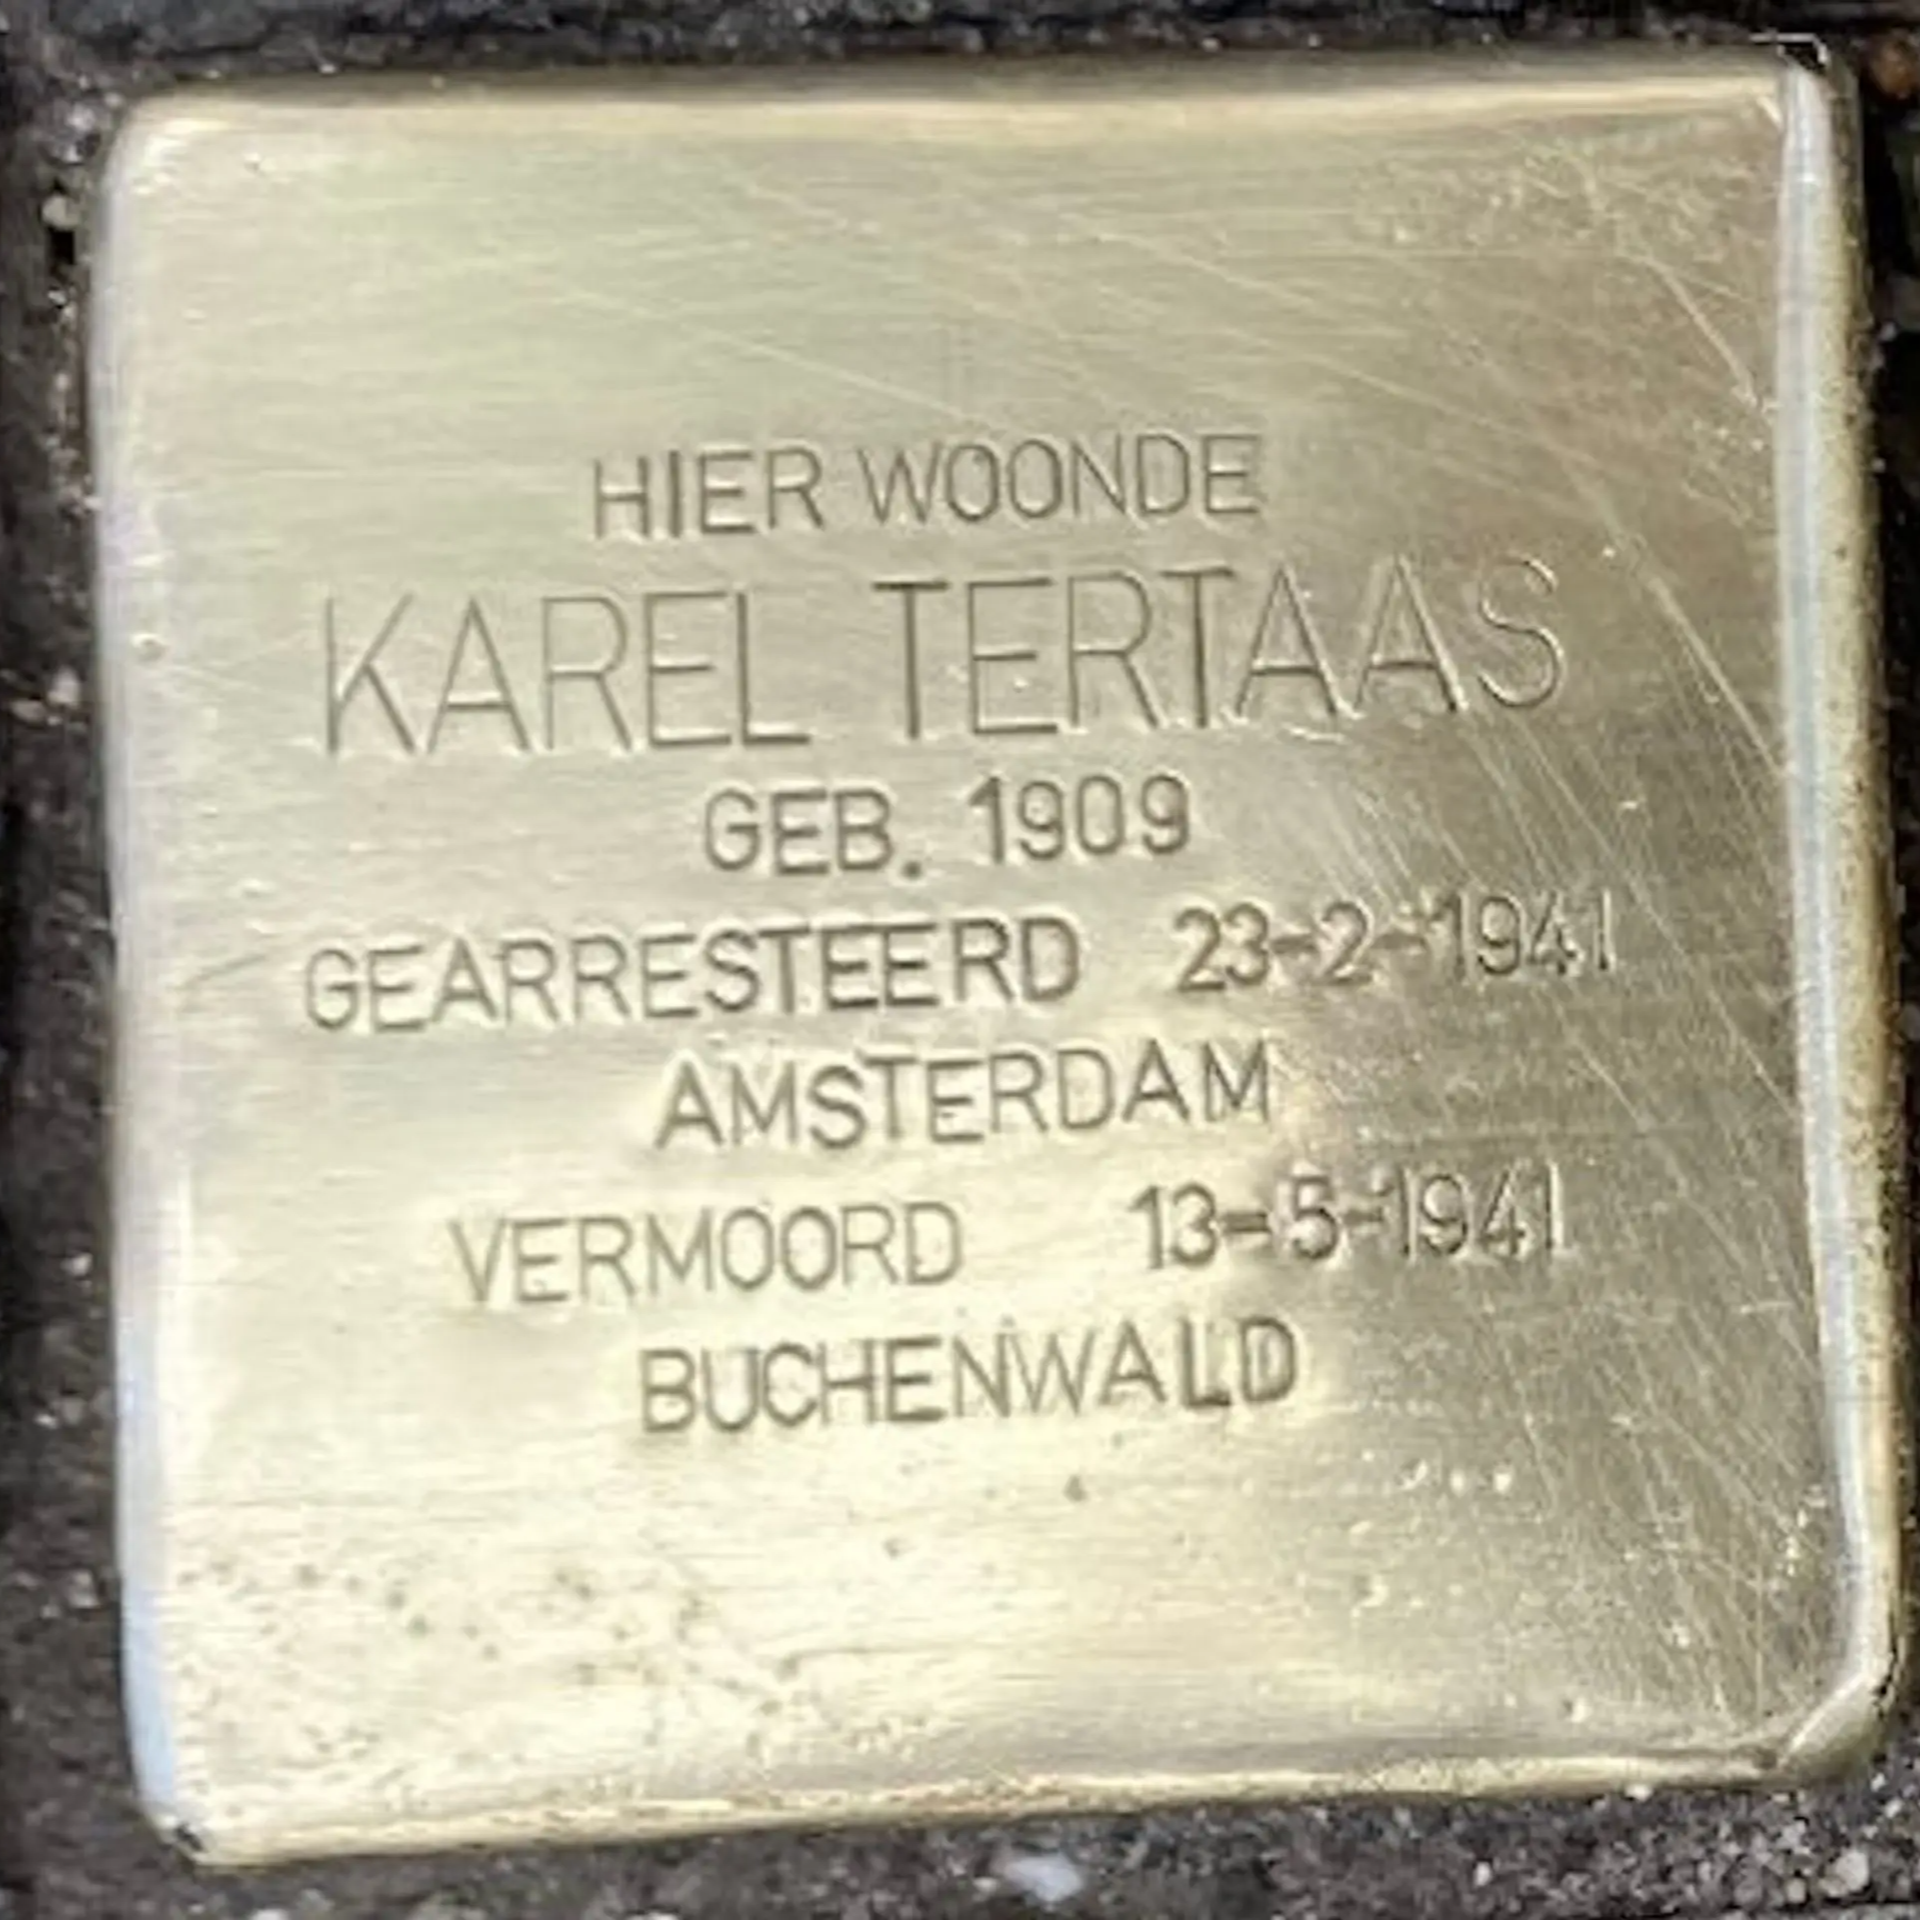 HIER WOONDE
KAREL TERTAAS
GEB. 1909
GEARRESTEERD 23-2-1941
AMSTERDAM
VERMOORD 13-5-1941
BUCHENWALD